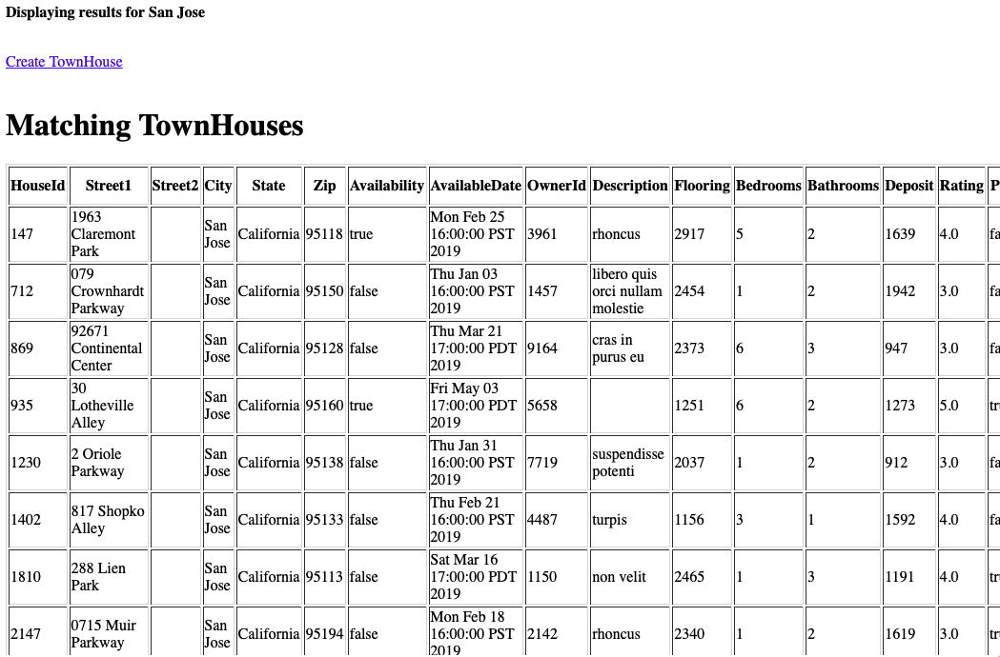 Displaying results for San Jose
Create TownHouse
Matching TownHouses
HouseId Street1 Street2 City State Zip Availability AvailableDate OwnerId Description Flooring Bedrooms Bathrooms Deposit Rating
147 1963 Claremont Park San Jose California 95118 true Mon Feb 25 16:00:00 PST 2019 3961 rhoncus 2917 5 2 1639 4.0
712 079 Crownhardt Parkway San Jose California 95150 false Thu Jan 03 16:00:00 PST 2019 1457 libero quis orci nullam molestie 2454 1 2 1942 3.0
869 92671 Continental Center San Jose California 95128 false Thu Mar 21 17:00:00 PDT 2019 9164 cras in purus eu 2373 6 3 947 3.0
935 30 Lotheville Alley San Jose California 95160 true Fri May 03 17:00:00 PDT 2019 5658 1251 6 2 1273 5.0
1230 2 Oriole Parkway San Jose California 95138 false Thu Jan 31 16:00:00 PST 2019 7719 suspendisse potenti 2037 1 2 912 3.0
1402 817 Shopko Alley San Jose California 95133 false Thu Feb 21 16:00:00 PST 2019 4487 turpis 1156 3 1 1592 4.0
1810 288 Lien Park San Jose California 95113 false Sat Mar 16 17:00:00 PDT 2019 1150 non velit 2465 1 3 1191 4.0
2147 0715 Muir Parkway San Jose California 95194 false Mon Feb 18 16:00:00 PST 2019 2142 rhoncus 2340 1 2 1619 3.0